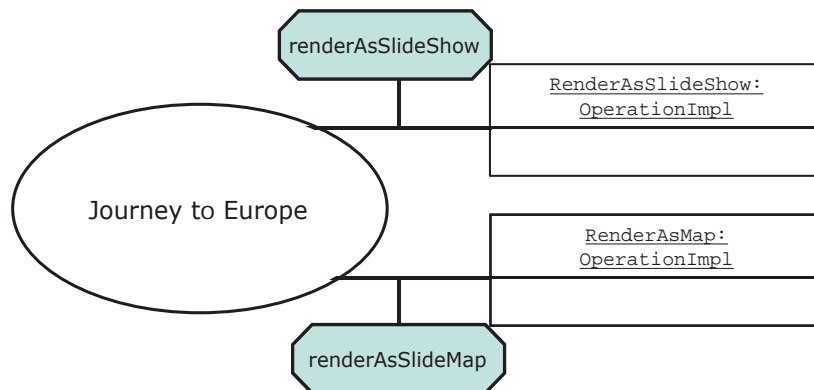 renderAsSlideShow
RenderAsSlideShow:
OperationImpl
Journey to Europe
RenderAsMap:
OperationImpl
renderAsSlideMap